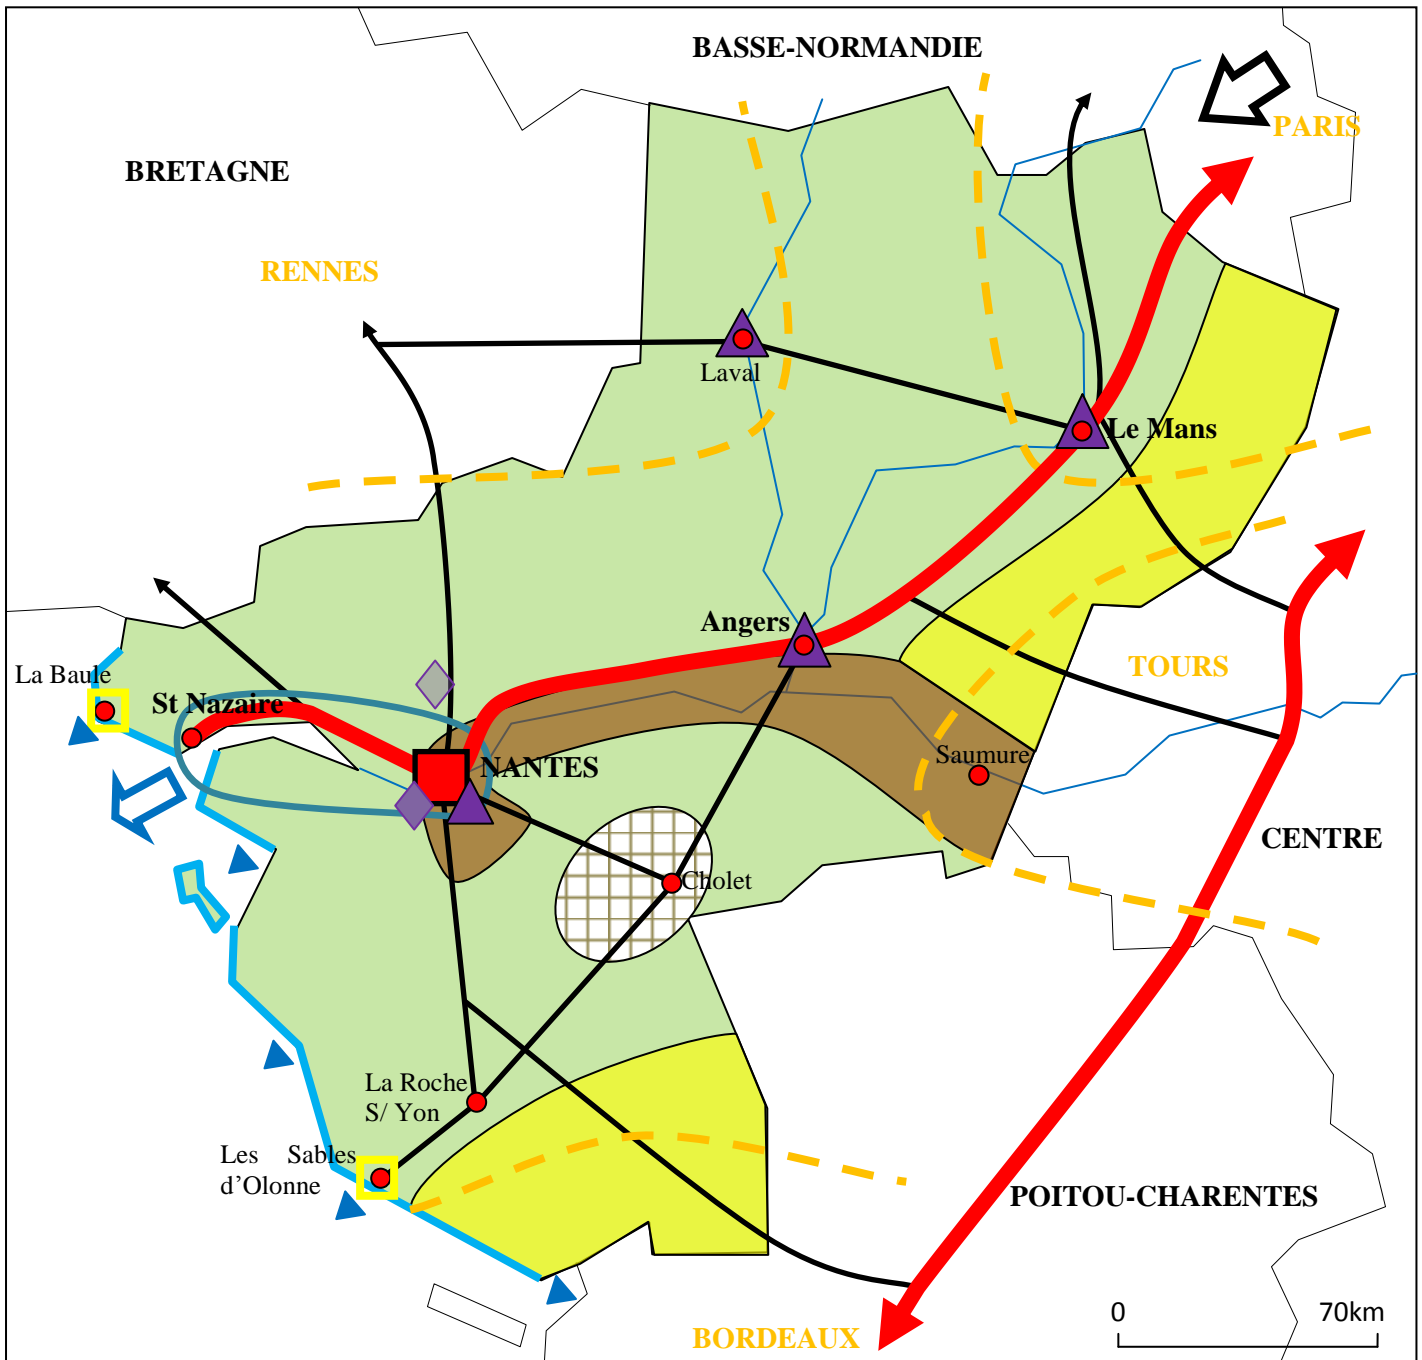 BASSE-NORMANDIE
PARIS
BRETAGNE
RENNES
Laval
Le Mans
Angers
TOURS
La Baule
St Nazaire
NANTES
Saumure
CENTRE
Cholet
La Roche
S/ Yon
Les Sables
d’Olonne
POITOU-CHARENTES
BORDEAUX
0 70km